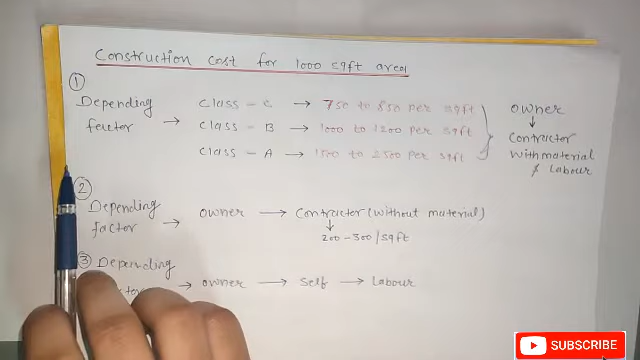 Construction cost for 1000 sqft area
①
Depending factor → Class - C → 750 to 850 per sqft
Class - B → 1000 to 1200 per sqft
Class - A → 1500 to 2500 per sqft
owner
↓
contractor
with material
& Labour
②
Depending factor → owner → Contractor (without material)
↓
200-300/sqft
③ Depending
→ owner → Self → Labour
SUBSCRIBE